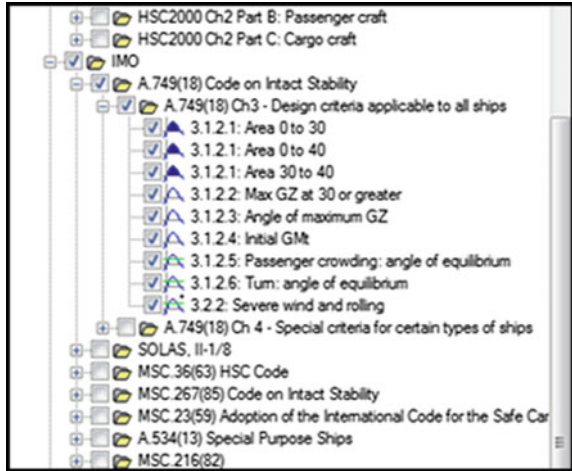 HSC2000 Ch2 Part B: Passenger craft
HSC2000 Ch2 Part C: Cargo craft
IMO
A.749(18) Code on Intact Stability
A.749(18) Ch3 - Design criteria applicable to all ships
3.1.2.1: Area 0 to 30
3.1.2.1: Area 0 to 40
3.1.2.1: Area 30 to 40
3.1.2.2: Max GZ at 30 or greater
3.1.2.3: Angle of maximum GZ
3.1.2.4: Initial GMt
3.1.2.5: Passenger crowding: angle of equilibrium
3.1.2.6: Turn: angle of equilibrium
3.2.2: Severe wind and rolling
A.749(18) Ch 4 - Special criteria for certain types of ships
SOLAS, II-1/8
MSC.36(63) HSC Code
MSC.267(85) Code on Intact Stability
MSC.23(59) Adoption of the International Code for the Safe Car
A.534(13) Special Purpose Ships
MSC.216(82)